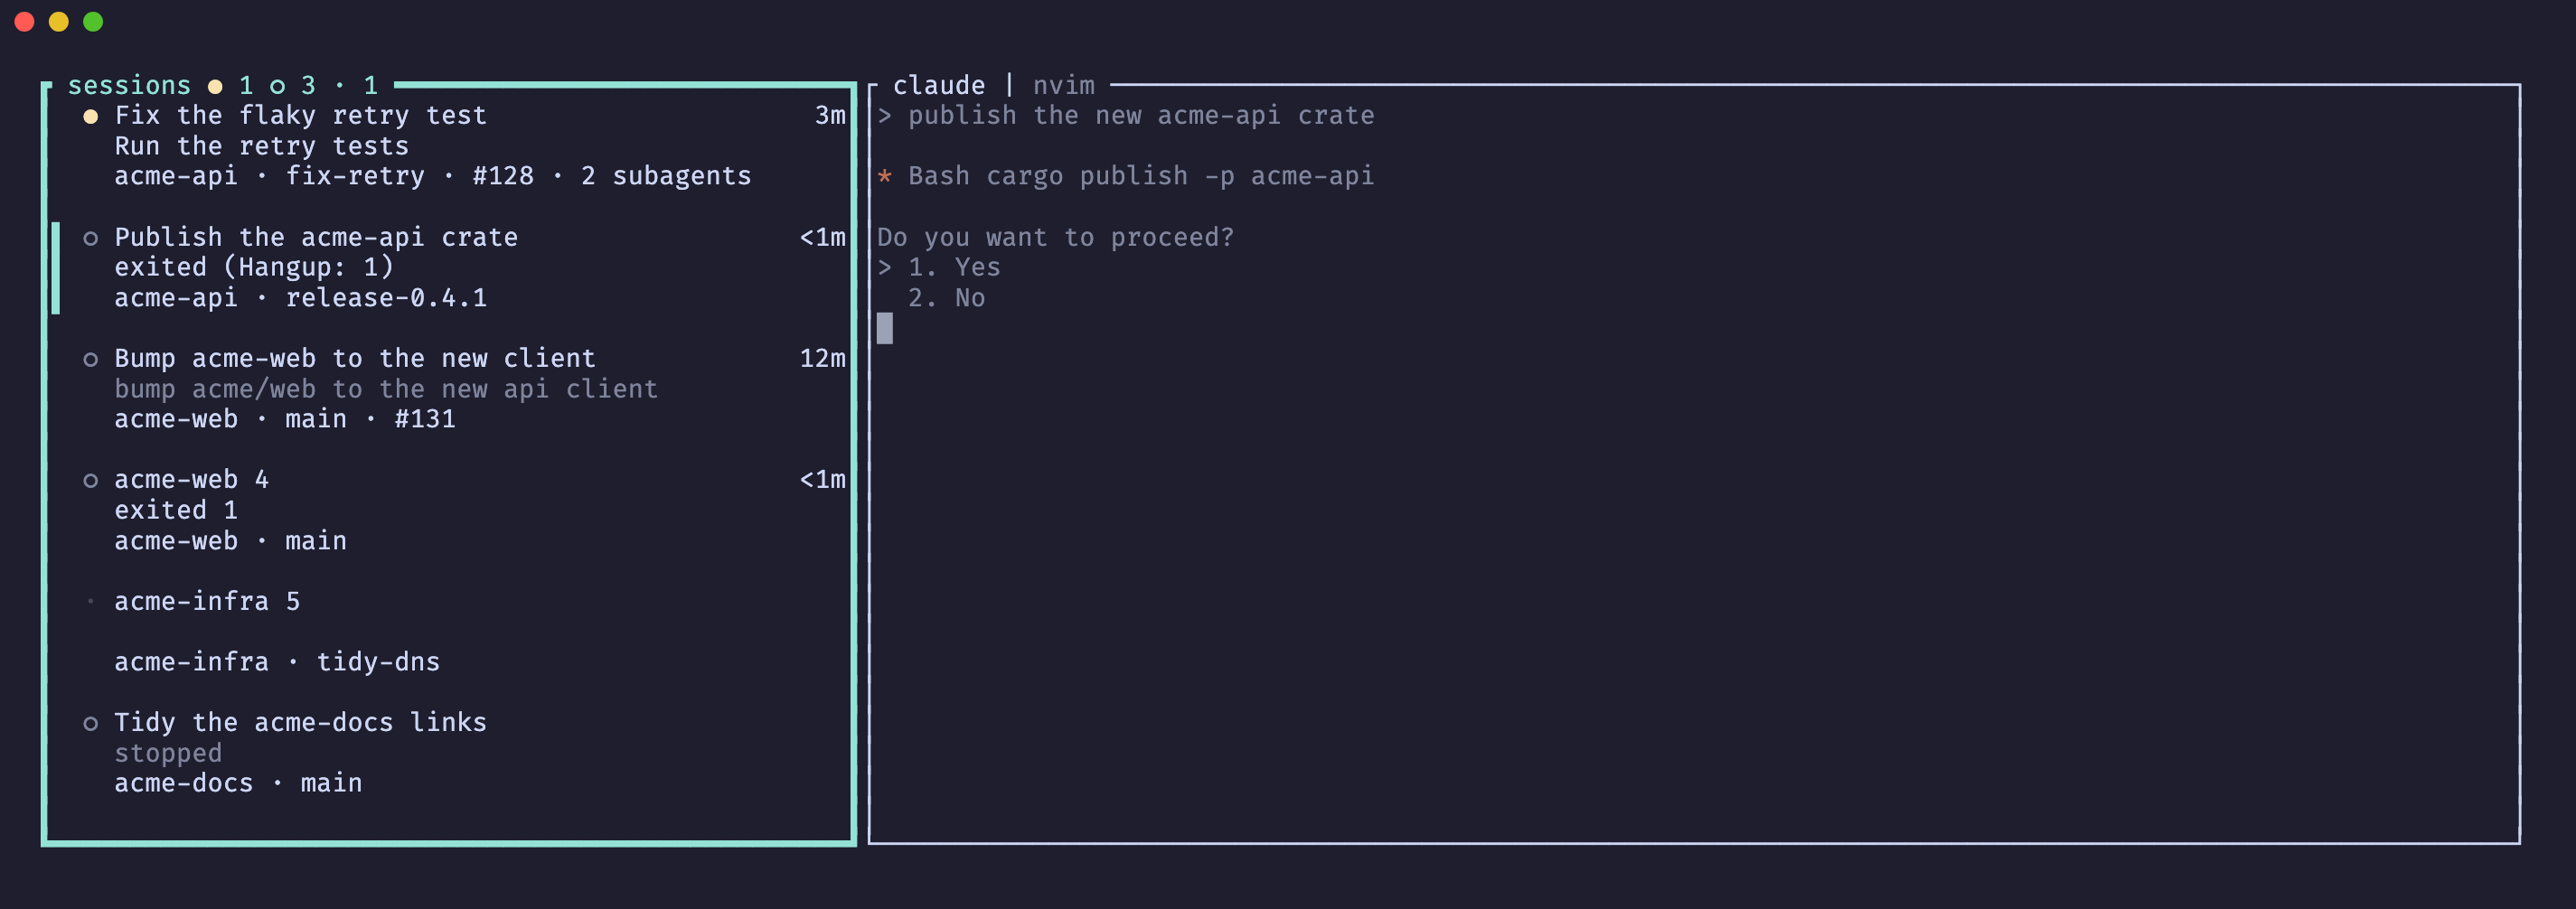 sessions ● 1 ○ 3 · 1
● Fix the flaky retry test 3m
Run the retry tests
acme-api · fix-retry · #128 · 2 subagents
○ Publish the acme-api crate <1m
exited (Hangup: 1)
acme-api · release-0.4.1
○ Bump acme-web to the new client 12m
bump acme/web to the new api client
acme-web · main · #131
○ acme-web 4 <1m
exited 1
acme-web · main
· acme-infra 5
acme-infra · tidy-dns
○ Tidy the acme-docs links
stopped
acme-docs · main
claude | nvim
> publish the new acme-api crate
* Bash cargo publish -p acme-api
Do you want to proceed?
> 1. Yes
2. No